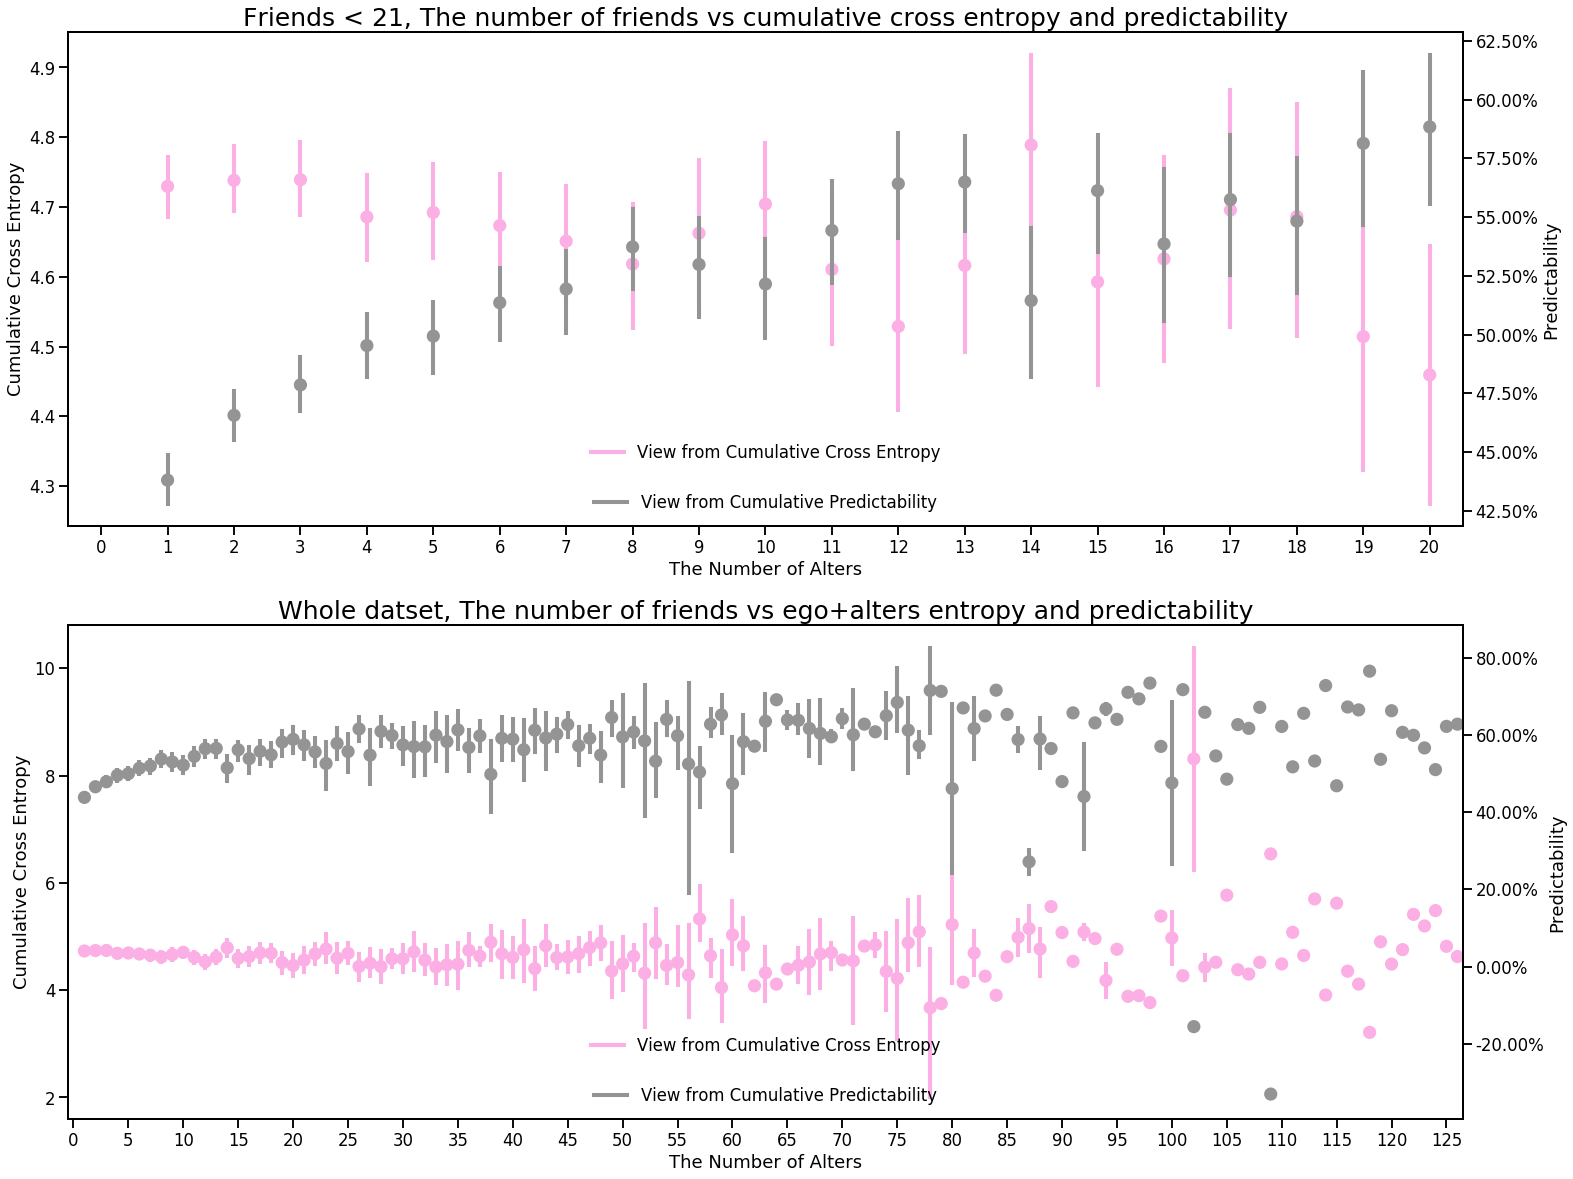 Friends < 21, The number of friends vs cumulative cross entropy and predictability
Cumulative Cross Entropy
4.9
4.8
4.7
4.6
4.5
4.4
4.3
62.50%
60.00%
57.50%
55.00%
52.50%
50.00%
47.50%
45.00%
42.50%
Predictability
View from Cumulative Cross Entropy
View from Cumulative Predictability
0 1 2 3 4 5 6 7 8 9 10 11 12 13 14 15 16 17 18 19 20
The Number of Alters
Whole datset, The number of friends vs ego+alters entropy and predictability
Cumulative Cross Entropy
10
8
6
4
2
80.00%
60.00%
40.00%
20.00%
0.00%
-20.00%
Predictability
View from Cumulative Cross Entropy
View from Cumulative Predictability
0 5 10 15 20 25 30 35 40 45 50 55 60 65 70 75 80 85 90 95 100 105 110 115 120 125
The Number of Alters